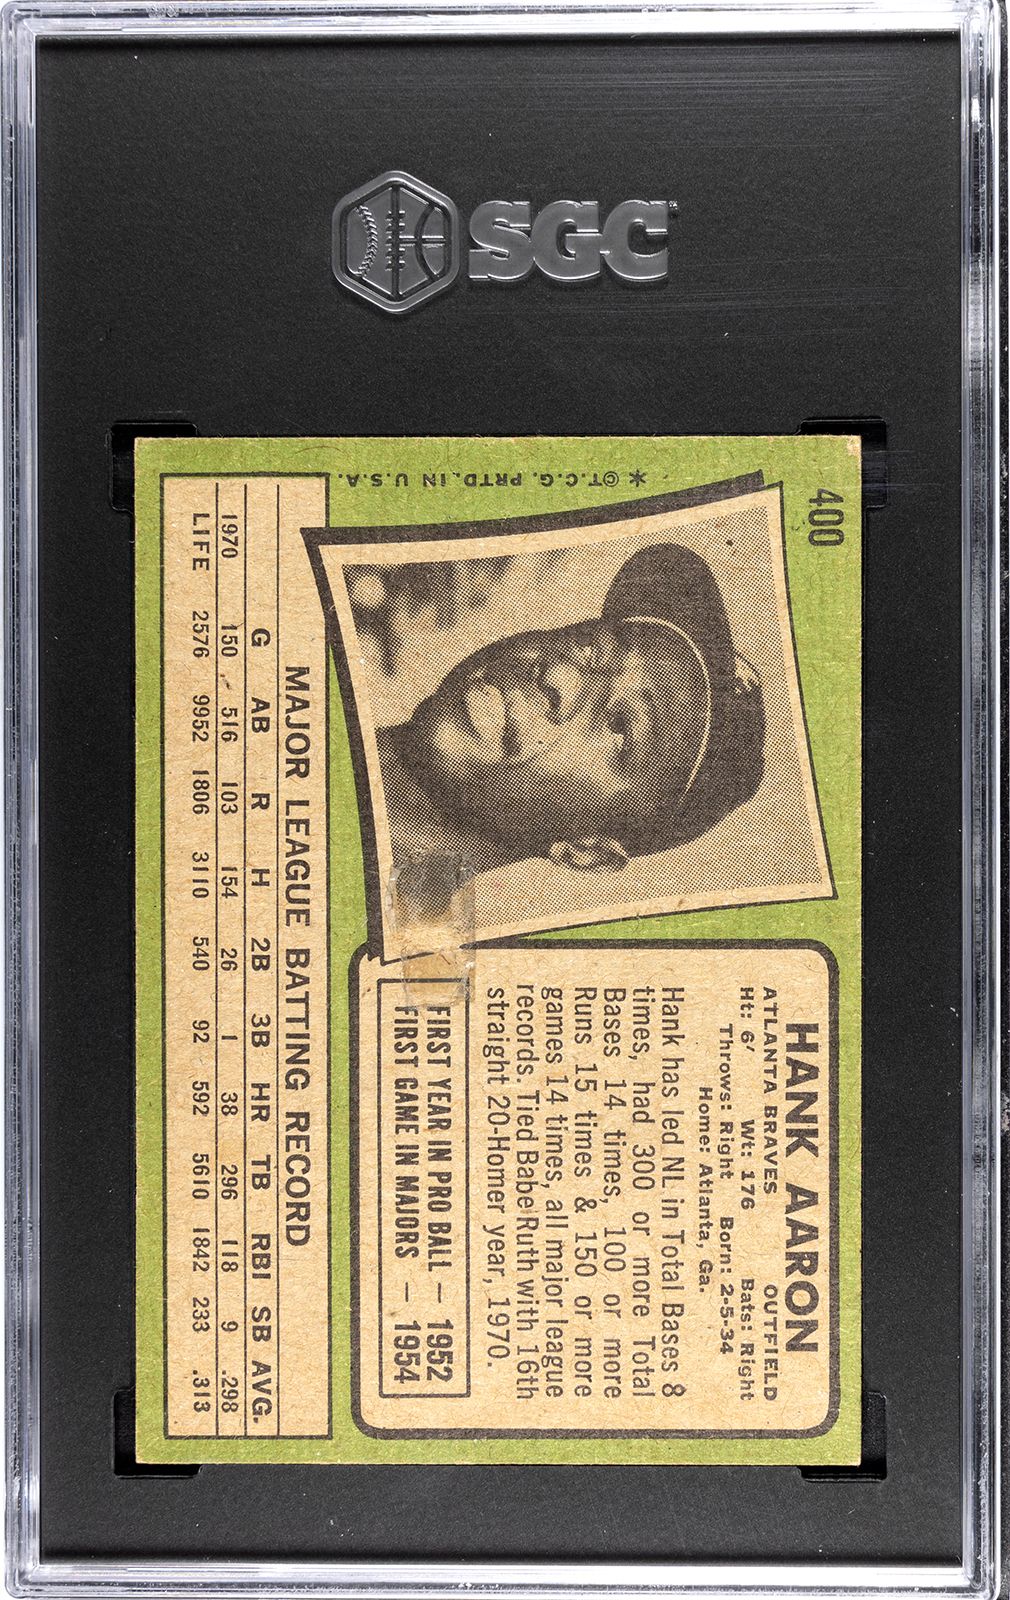 SGC
400
HANK AARON
ATLANTA BRAVES OUTFIELD
Ht: 6' Wt: 176 Bats: Right
Throws: Right Born: 2-5-34
Home: Atlanta, Ga.
Hank has led NL in Total Bases 8
times, had 300 or more Total
Bases 14 times, 100 or more
Runs 15 times & 150 or more
games 14 times, all major league
records. Tied Babe Ruth with 16th
straight 20-Homer year, 1970.
FIRST YEAR IN PRO BALL — 1952
FIRST GAME IN MAJORS — 1954
MAJOR LEAGUE BATTING RECORD
G AB R H 2B 3B HR TB RBI SB AVG.
1970 150 516 103 154 26 1 38 296 118 9 .298
LIFE 2576 9952 1806 3110 540 92 592 5610 1842 233 .313
* © T.C.G. PRTD. IN U.S.A.